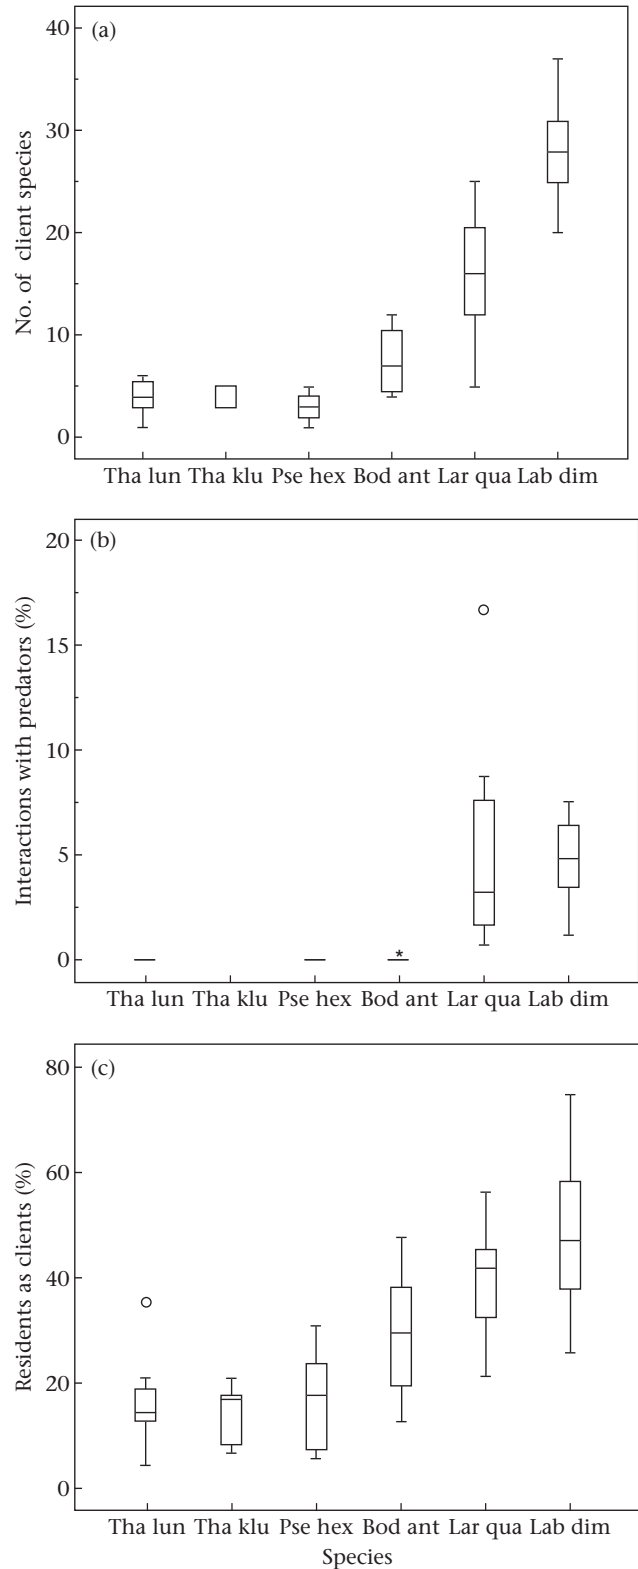 (a)
No. of client species
40
30
20
10
0
Tha lun Tha klu Pse hex Bod ant Lar qua Lab dim
(b)
Interactions with predators (%)
20
15
10
5
0
*
Tha lun Tha klu Pse hex Bod ant Lar qua Lab dim
(c)
Residents as clients (%)
80
60
40
20
0
Tha lun Tha klu Pse hex Bod ant Lar qua Lab dim
Species